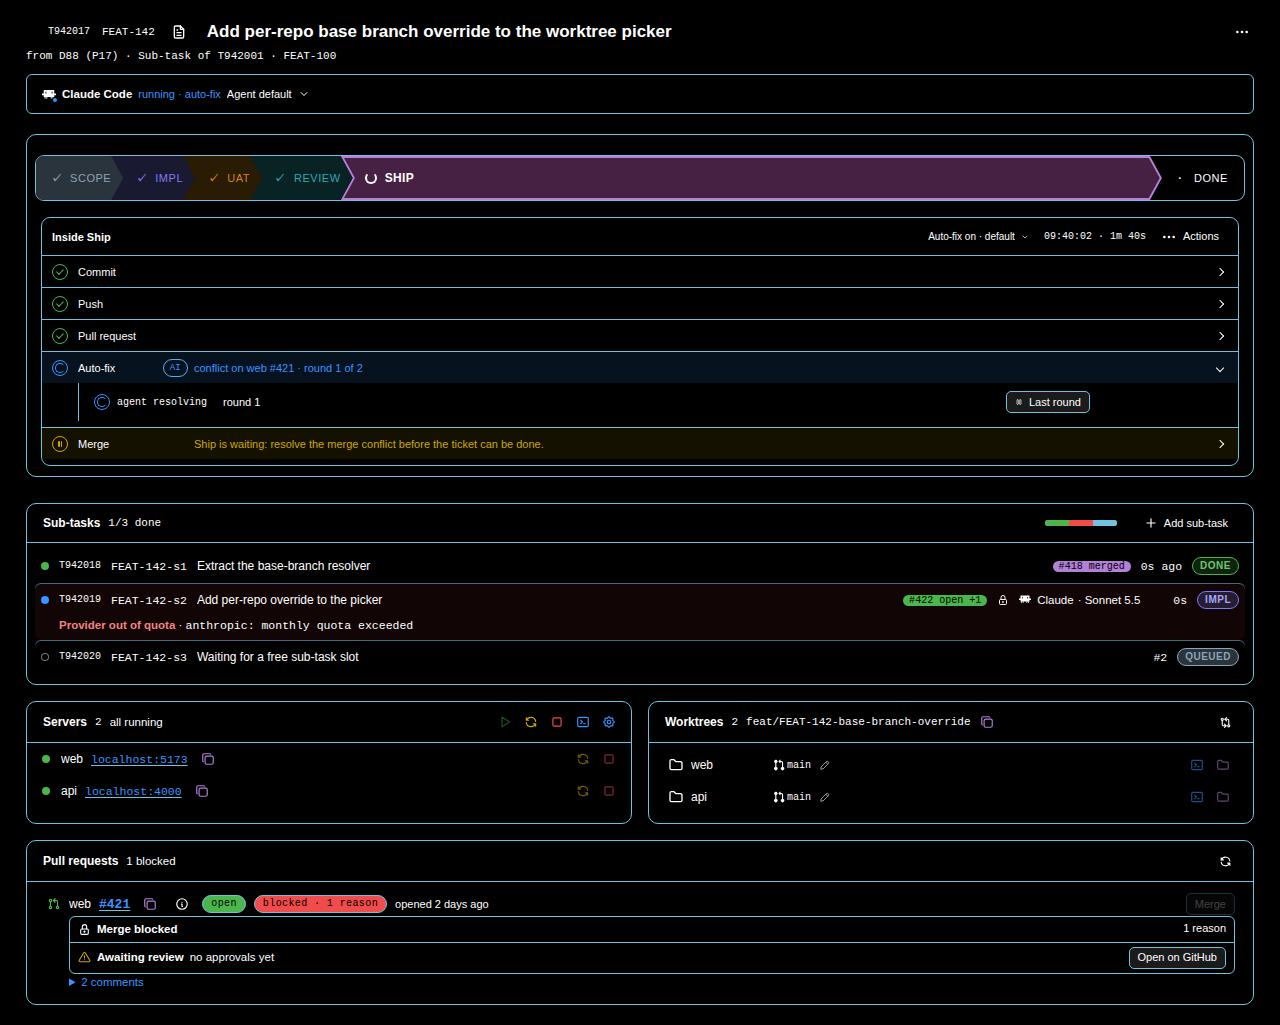 T942017 FEAT-142 Add per-repo base branch override to the worktree picker
from D88 (P17) · Sub-task of T942001 · FEAT-100
Claude Code running · auto-fix Agent default
SCOPE IMPL UAT REVIEW SHIP DONE
Inside Ship Auto-fix on · default 09:40:02 · 1m 40s Actions
Commit
Push
Pull request
Auto-fix AI conflict on web #421 · round 1 of 2
agent resolving round 1 Last round
Merge Ship is waiting: resolve the merge conflict before the ticket can be done.
Sub-tasks 1/3 done Add sub-task
T942018 FEAT-142-s1 Extract the base-branch resolver #418 merged 0s ago DONE
T942019 FEAT-142-s2 Add per-repo override to the picker #422 open +1 Claude · Sonnet 5.5 0s IMPL
Provider out of quota · anthropic: monthly quota exceeded
T942020 FEAT-142-s3 Waiting for a free sub-task slot #2 QUEUED
Servers 2 all running
web localhost:5173
api localhost:4000
Worktrees 2 feat/FEAT-142-base-branch-override
web main
api main
Pull requests 1 blocked
web #421 open blocked · 1 reason opened 2 days ago Merge
Merge blocked 1 reason
Awaiting review no approvals yet Open on GitHub
2 comments